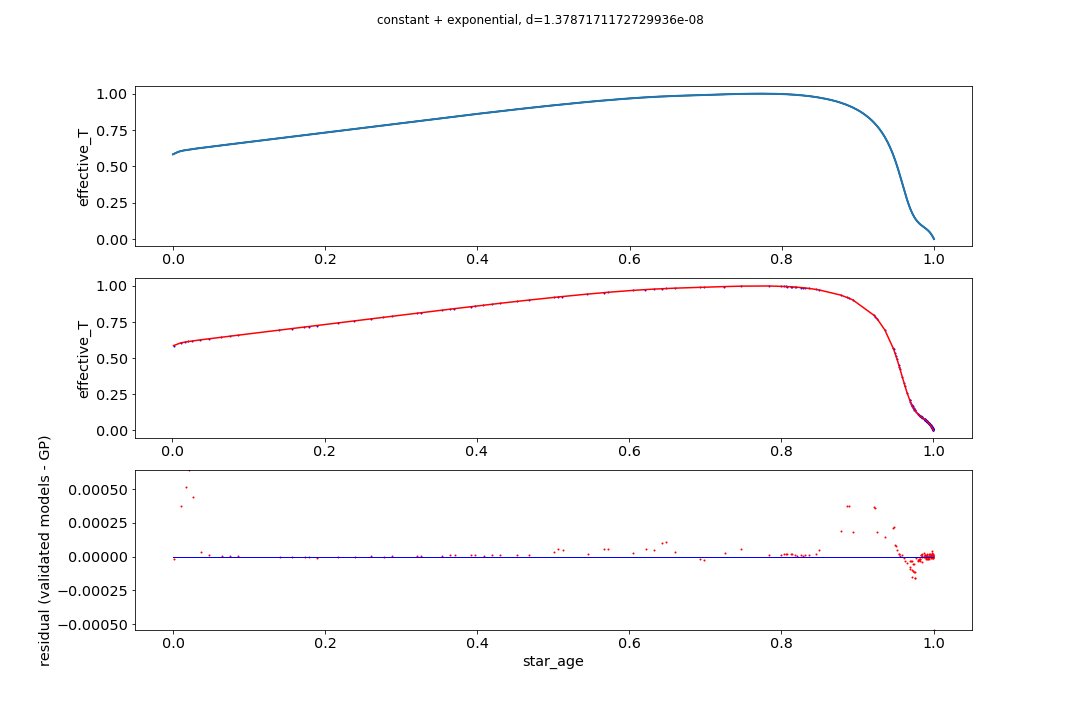 constant + exponential, d=1.3787171172729936e-08
effective_T
1.00
0.75
0.50
0.25
0.00
0.0 0.2 0.4 0.6 0.8 1.0
effective_T
1.00
0.75
0.50
0.25
0.00
0.0 0.2 0.4 0.6 0.8 1.0
residual (validated models - GP)
0.00050
0.00025
0.00000
−0.00025
−0.00050
0.0 0.2 0.4 0.6 0.8 1.0
star_age